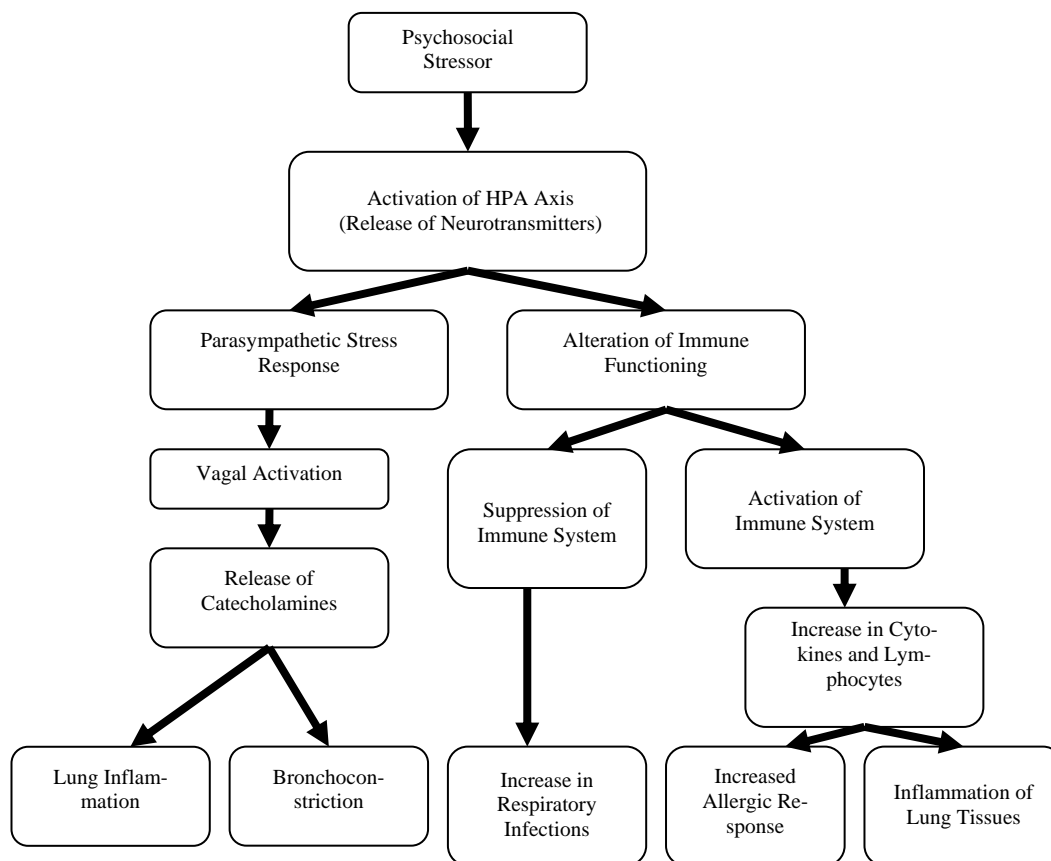 Psychosocial
Stressor
Activation of HPA Axis
(Release of Neurotransmitters)
Parasympathetic Stress
Response
Alteration of Immune
Functioning
Vagal Activation
Suppression of
Immune System
Activation of
Immune System
Release of
Catecholamines
Increase in Cyto-
kines and Lym-
phocytes
Lung Inflam-
mation
Bronchocon-
striction
Increase in
Respiratory
Infections
Increased
Allergic Re-
sponse
Inflammation of
Lung Tissues